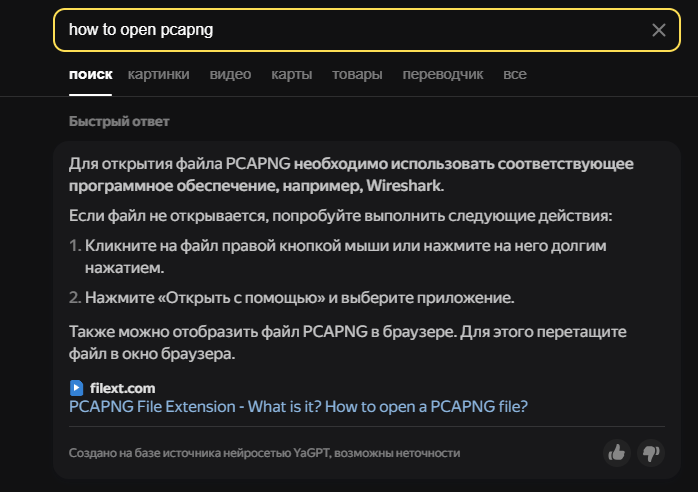 how to open pcapng
поиск картинки видео карты товары переводчик все
Быстрый ответ
Для открытия файла PCAPNG необходимо использовать соответствующее
программное обеспечение, например, Wireshark.
Если файл не открывается, попробуйте выполнить следующие действия:
1. Кликните на файл правой кнопкой мыши или нажмите на него долгим
нажатием.
2. Нажмите «Открыть с помощью» и выберите приложение.
Также можно отобразить файл PCAPNG в браузере. Для этого перетащите
файл в окно браузера.
filext.com
PCAPNG File Extension - What is it? How to open a PCAPNG file?
Создано на базе источника нейросетью YaGPT, возможны неточности